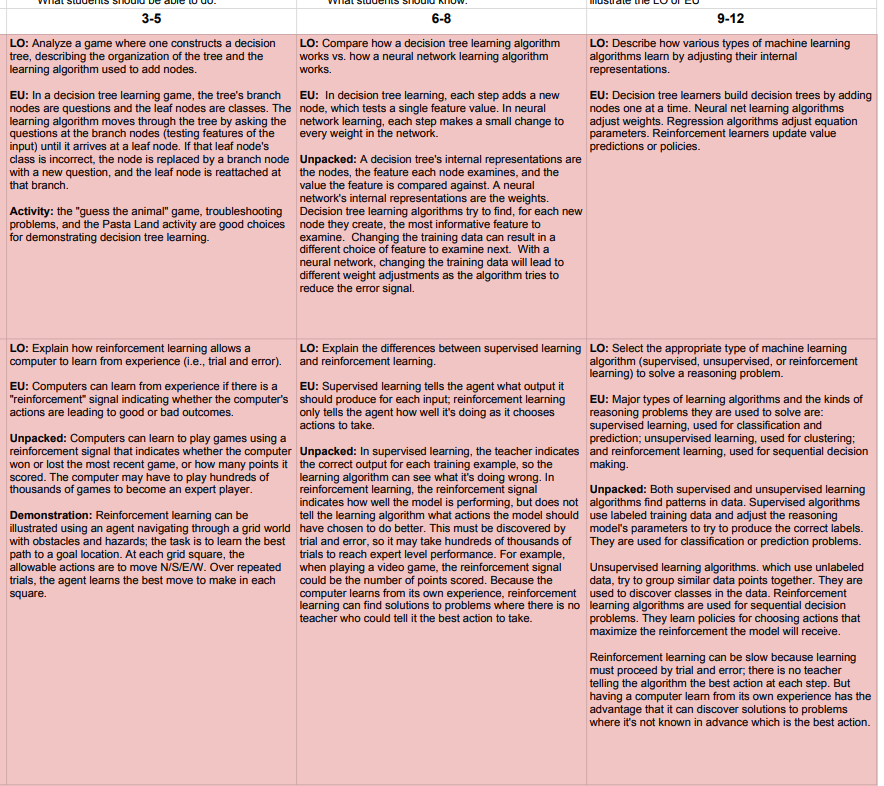 What students should be able to do:
What students should know:
illustrate the LO or EU
3-5
6-8
9-12
LO: Analyze a game where one constructs a decision
tree, describing the organization of the tree and the
learning algorithm used to add nodes.
EU: In a decision tree learning game, the tree's branch
nodes are questions and the leaf nodes are classes. The
learning algorithm moves through the tree by asking the
questions at the branch nodes (testing features of the
input) until it arrives at a leaf node. If that leaf node's
class is incorrect, the node is replaced by a branch node
with a new question, and the leaf node is reattached at
that branch.
Activity: the "guess the animal" game, troubleshooting
problems, and the Pasta Land activity are good choices
for demonstrating decision tree learning.
LO: Compare how a decision tree learning algorithm
works vs. how a neural network learning algorithm
works.
EU: In decision tree learning, each step adds a new
node, which tests a single feature value. In neural
network learning, each step makes a small change to
every weight in the network.
Unpacked: A decision tree's internal representations are
the nodes, the feature each node examines, and the
value the feature is compared against. A neural
network's internal representations are the weights.
Decision tree learning algorithms try to find, for each new
node they create, the most informative feature to
examine. Changing the training data can result in a
different choice of feature to examine next. With a
neural network, changing the training data will lead to
different weight adjustments as the algorithm tries to
reduce the error signal.
LO: Describe how various types of machine learning
algorithms learn by adjusting their internal
representations.
EU: Decision tree learners build decision trees by adding
nodes one at a time. Neural net learning algorithms
adjust weights. Regression algorithms adjust equation
parameters. Reinforcement learners update value
predictions or policies.
LO: Explain how reinforcement learning allows a
computer to learn from experience (i.e., trial and error).
EU: Computers can learn from experience if there is a
"reinforcement" signal indicating whether the computer's
actions are leading to good or bad outcomes.
Unpacked: Computers can learn to play games using a
reinforcement signal that indicates whether the computer
won or lost the most recent game, or how many points it
scored. The computer may have to play hundreds of
thousands of games to become an expert player.
Demonstration: Reinforcement learning can be
illustrated using an agent navigating through a grid world
with obstacles and hazards; the task is to learn the best
path to a goal location. At each grid square, the
allowable actions are to move N/S/E/W. Over repeated
trials, the agent learns the best move to make in each
square.
LO: Explain the differences between supervised learning
and reinforcement learning.
EU: Supervised learning tells the agent what output it
should produce for each input; reinforcement learning
only tells the agent how well it's doing as it chooses
actions to take.
Unpacked: In supervised learning, the teacher indicates
the correct output for each training example, so the
learning algorithm can see what it's doing wrong. In
reinforcement learning, the reinforcement signal
indicates how well the model is performing, but does not
tell the learning algorithm what actions the model should
have chosen to do better. This must be discovered by
trial and error, so it may take hundreds of thousands of
trials to reach expert level performance. For example,
when playing a video game, the reinforcement signal
could be the number of points scored. Because the
computer learns from its own experience, reinforcement
learning can find solutions to problems where there is no
teacher who could tell it the best action to take.
LO: Select the appropriate type of machine learning
algorithm (supervised, unsupervised, or reinforcement
learning) to solve a reasoning problem.
EU: Major types of learning algorithms and the kinds of
reasoning problems they are used to solve are:
supervised learning, used for classification and
prediction; unsupervised learning, used for clustering;
and reinforcement learning, used for sequential decision
making.
Unpacked: Both supervised and unsupervised learning
algorithms find patterns in data. Supervised algorithms
use labeled training data and adjust the reasoning
model's parameters to try to produce the correct labels.
They are used for classification or prediction problems.
Unsupervised learning algorithms. which use unlabeled
data, try to group similar data points together. They are
used to discover classes in the data. Reinforcement
learning algorithms are used for sequential decision
problems. They learn policies for choosing actions that
maximize the reinforcement the model will receive.
Reinforcement learning can be slow because learning
must proceed by trial and error; there is no teacher
telling the algorithm the best action at each step. But
having a computer learn from its own experience has the
advantage that it can discover solutions to problems
where it's not known in advance which is the best action.